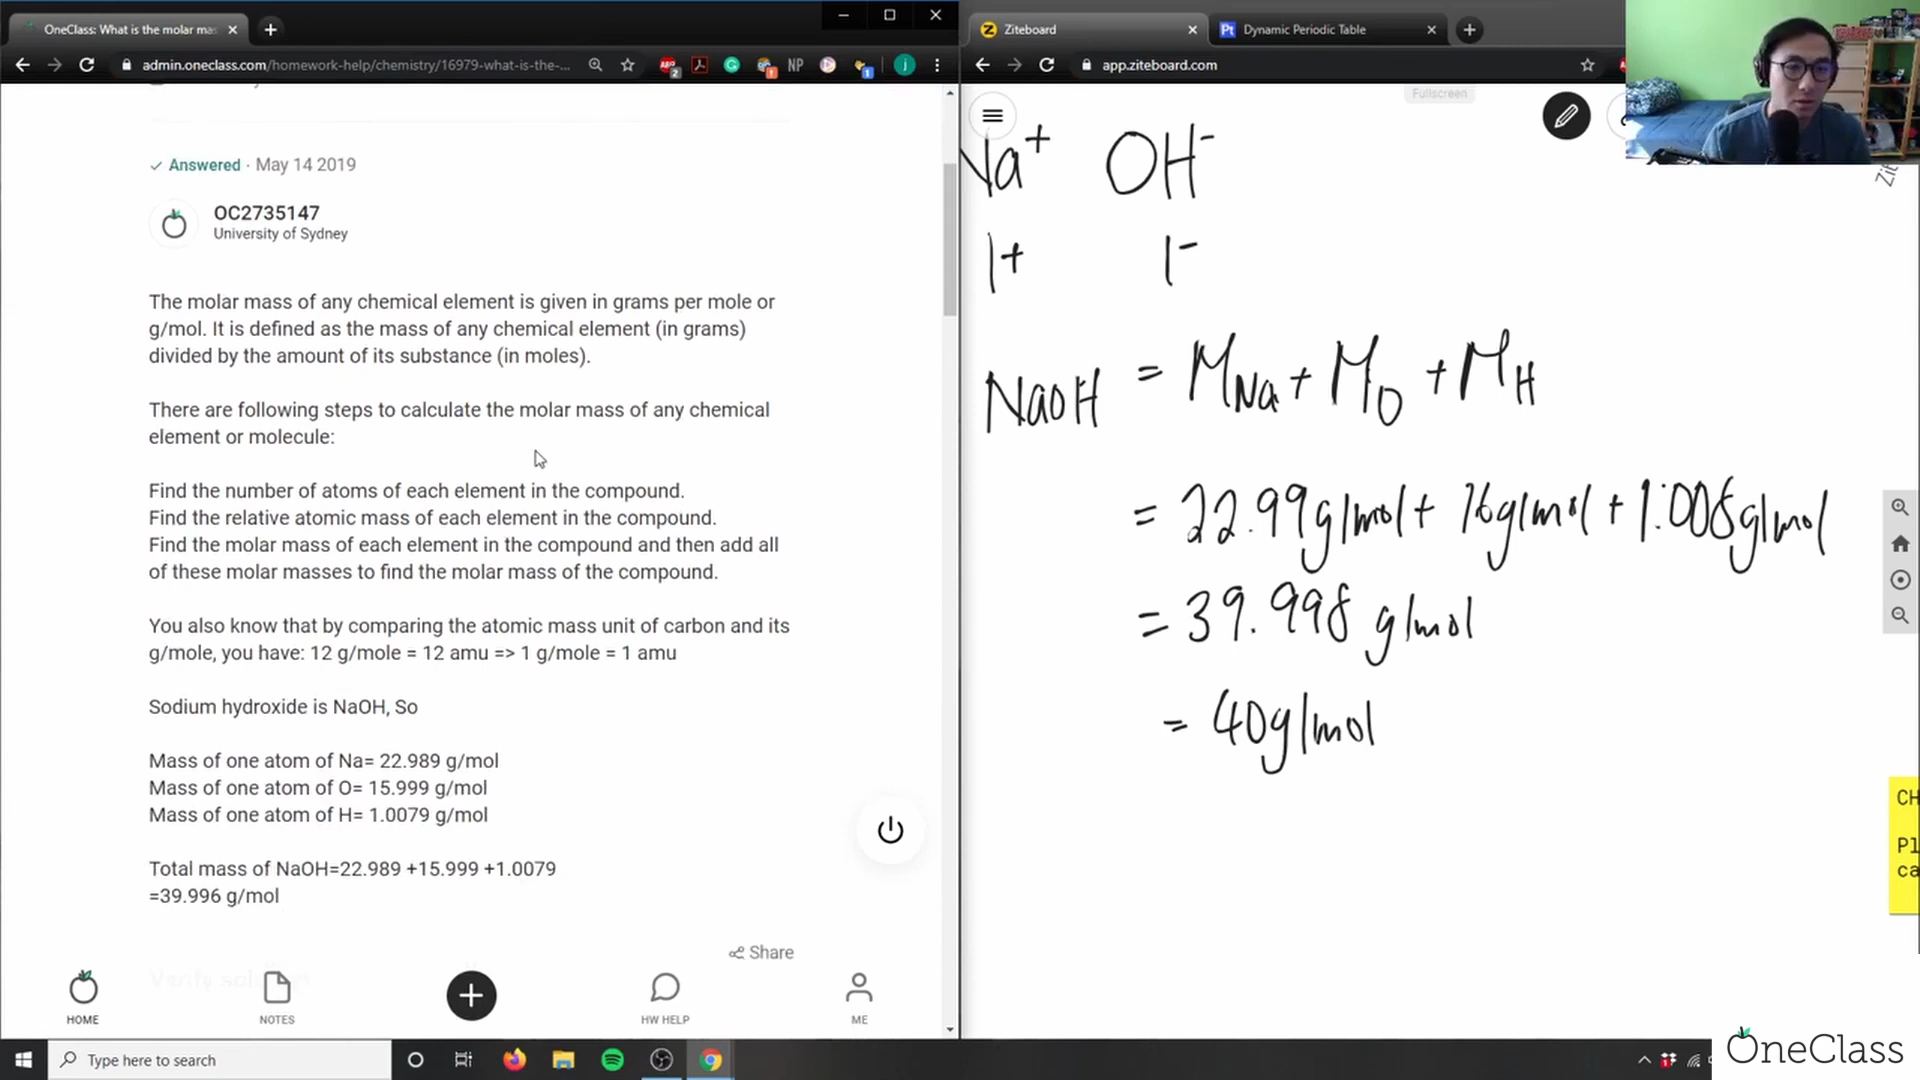 OneClass: What is the molar mas
admin.oneclass.com/homework-help/chemistry/16979-what-is-the-...
2
1
NP
1
j
Answered · May 14 2019
OC2735147
University of Sydney
The molar mass of any chemical element is given in grams per mole or
g/mol. It is defined as the mass of any chemical element (in grams)
divided by the amount of its substance (in moles).
There are following steps to calculate the molar mass of any chemical
element or molecule:
Find the number of atoms of each element in the compound.
Find the relative atomic mass of each element in the compound.
Find the molar mass of each element in the compound and then add all
of these molar masses to find the molar mass of the compound.
You also know that by comparing the atomic mass unit of carbon and its
g/mole, you have: 12 g/mole = 12 amu => 1 g/mole = 1 amu
Sodium hydroxide is NaOH, So
Mass of one atom of Na= 22.989 g/mol
Mass of one atom of O= 15.999 g/mol
Mass of one atom of H= 1.0079 g/mol
Total mass of NaOH=22.989 +15.999 +1.0079
=39.996 g/mol
Share
HOME NOTES HW HELP ME
Type here to search
Ziteboard
Pt Dynamic Periodic Table
app.ziteboard.com
Fullscreen
Na+ OH-
1+ 1-
NaOH = MNa + MO + MH
= 22.99g/mol + 16g/mol + 1.008g/mol
= 39.998 g/mol
= 40g/mol
CH
Pl
ca
OneClass